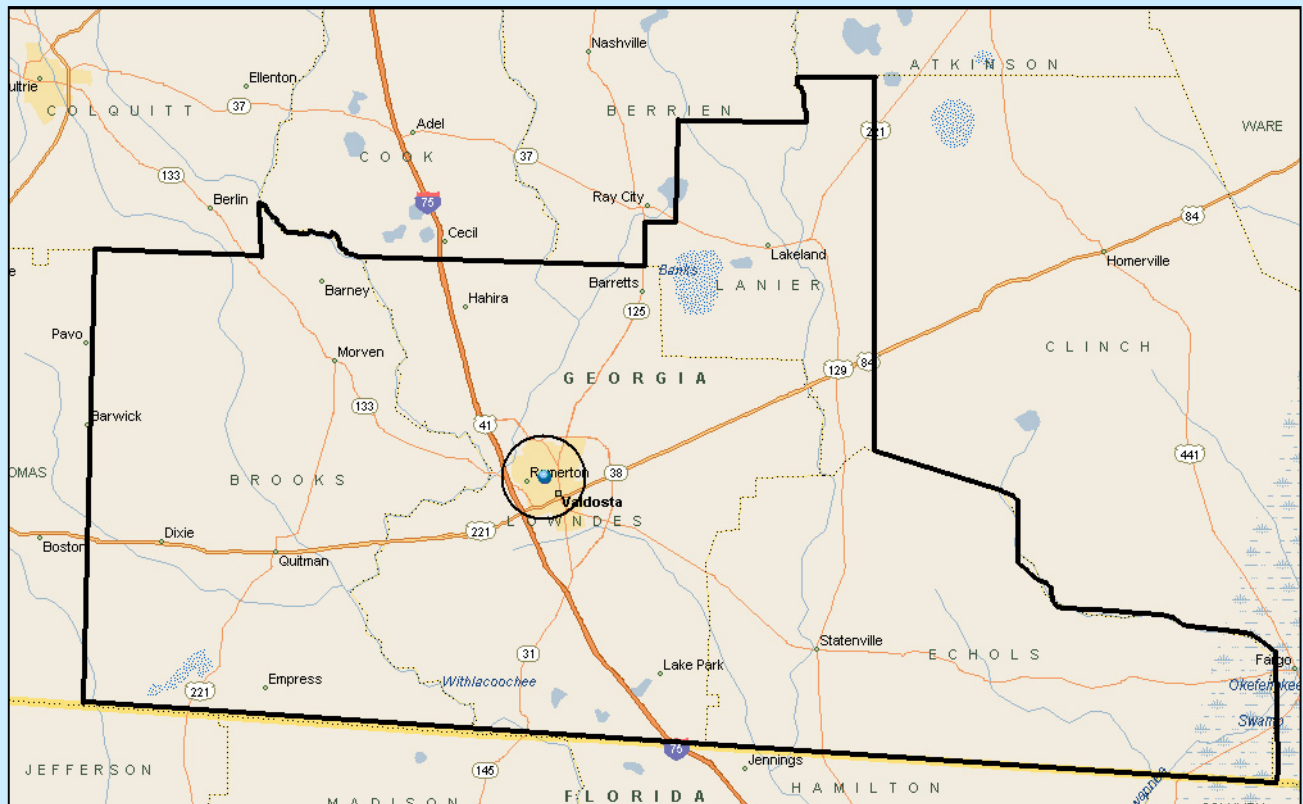 Nashville
ATKINSON
Ellenton
ultrie
37
COLQUITT
BERRIEN
Adel
221
WARE
COOK
37
133
Berlin
75
Ray City
84
Cecil
Lakeland
Homerville
e
Banks
Barney
Barretts
LANIER
Hahira
125
Pavo
Morven
CLINCH
129
84
GEORGIA
133
Barwick
41
441
OMAS
BROOKS
38
Valdosta
LOWNDES
221
Dixie
Boston
Quitman
Statenville
31
ECHOLS
Lake Park
Fargo
Empress
Withlacoochee
221
Okefenokee
Swamp
75
Jennings
JEFFERSON
145
HAMILTON
MADISON
FLORIDA